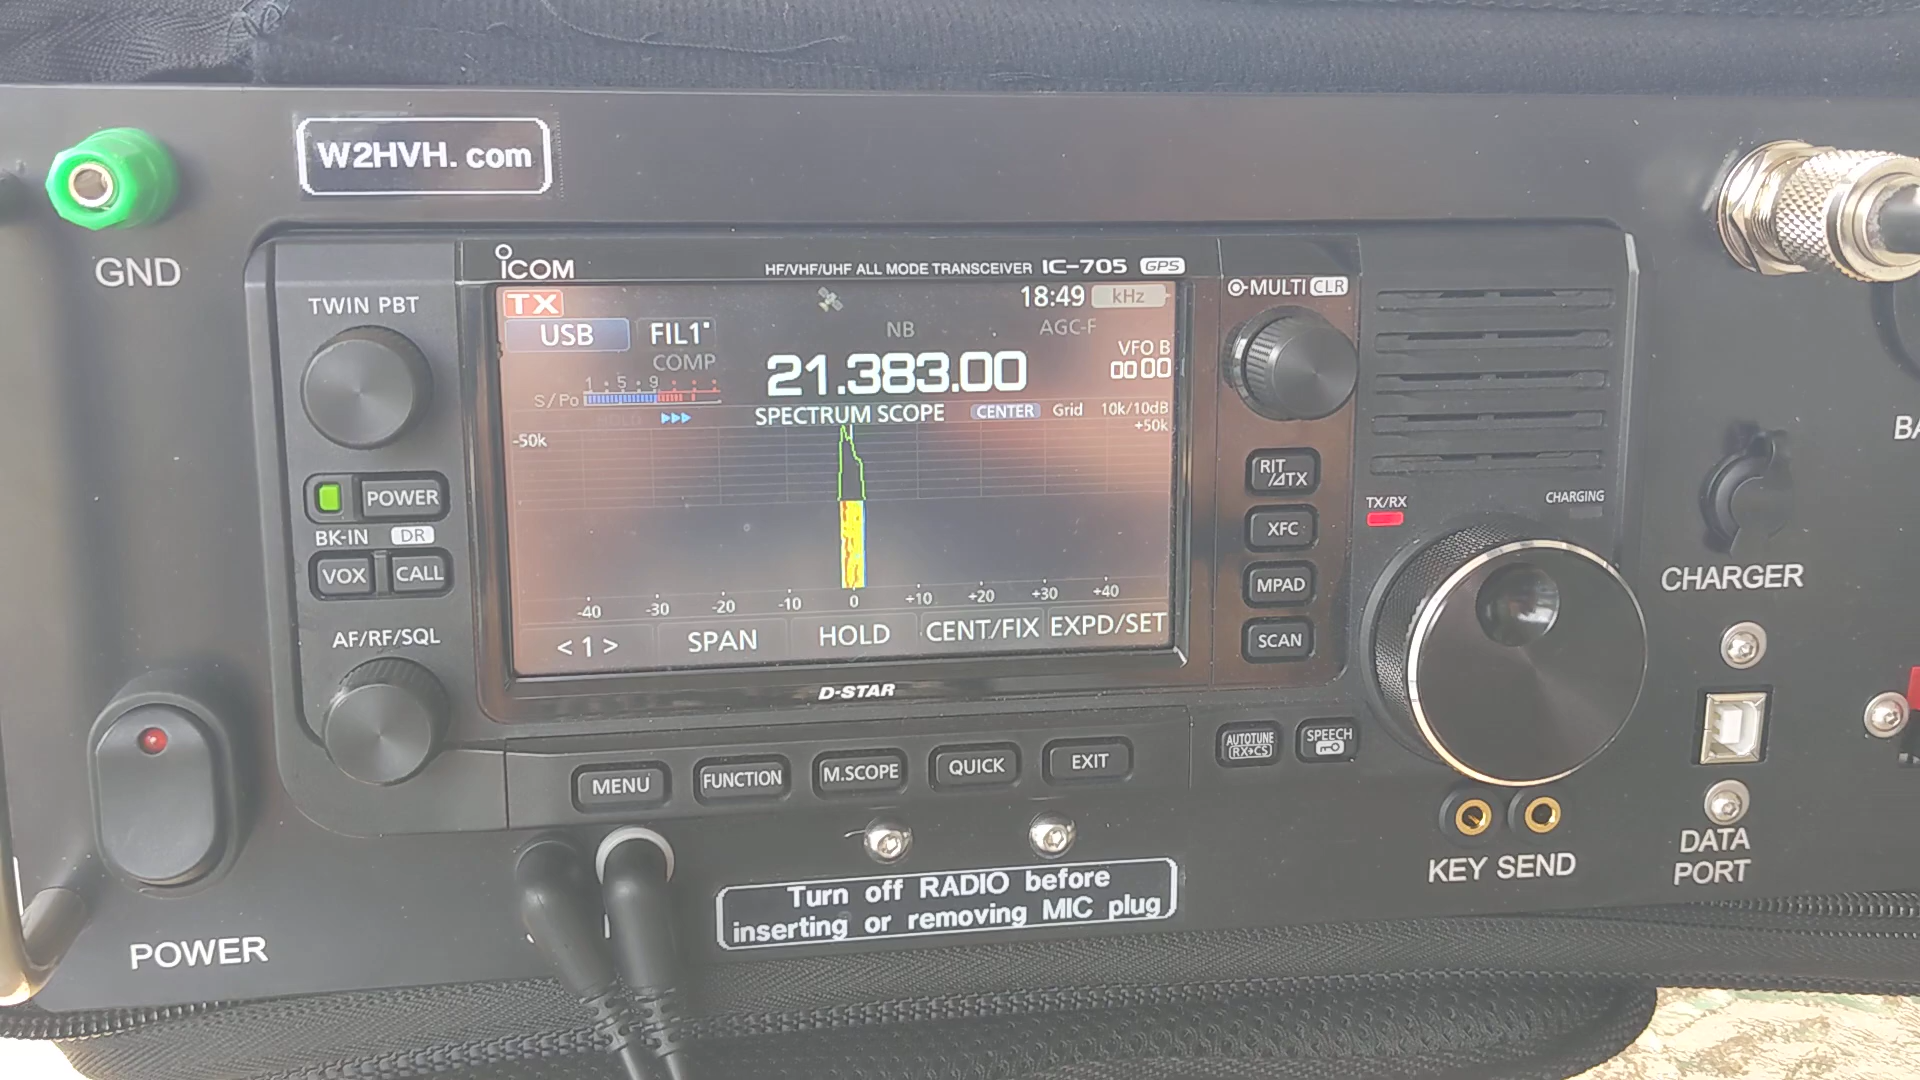 W2HVH. com
GND
ICOM
HF/VHF/UHF ALL MODE TRANSCEIVER IC-705 GPS
TWIN PBT
MULTI CLR
TX
18:49 kHz
USB
FIL1
NB
AGC-F
COMP
21.383.00
VFO B
00 00
1 5 9
S/Po
HOLD
SPECTRUM SCOPE CENTER Grid 10k/10dB
-50k
+50k
-40 -30 -20 -10 0 +10 +20 +30 +40
< 1 > SPAN HOLD CENT/FIX EXPD/SET
D-STAR
POWER
BK-IN DR
VOX CALL
AF/RF/SQL
RIT
/⊿TX
XFC
MPAD
SCAN
TX/RX
CHARGING
CHARGER
BA
MENU FUNCTION M.SCOPE QUICK EXIT
AUTOTUNE
RX→CS
SPEECH
KEY SEND
DATA
PORT
Turn off RADIO before
inserting or removing MIC plug
POWER